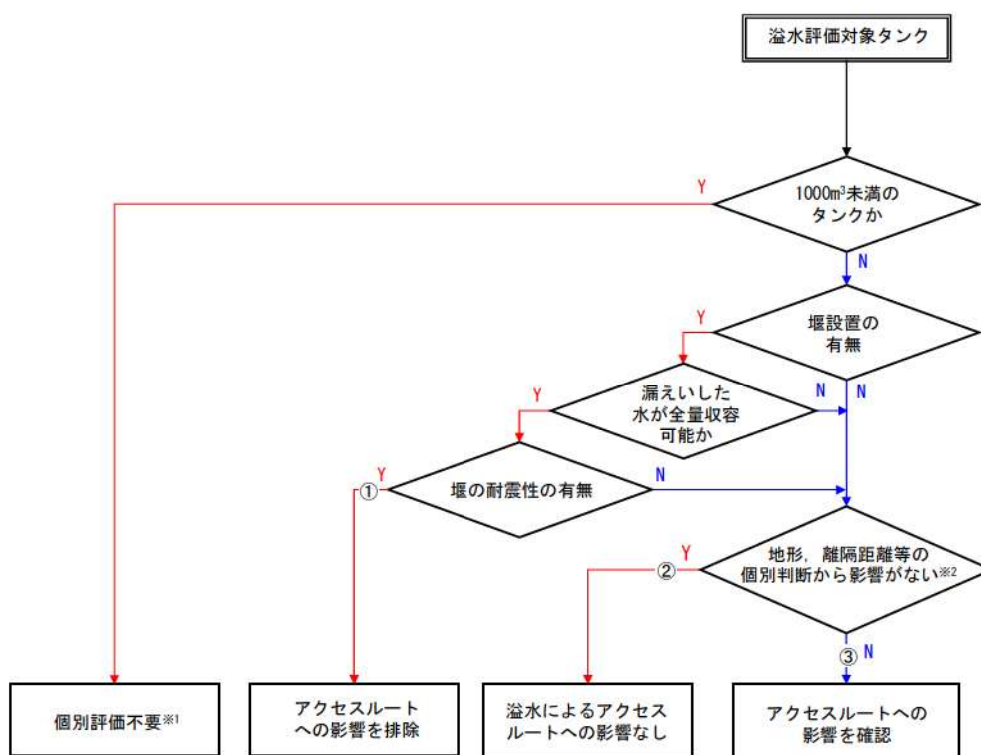 溢水評価対象タンク
Y
1000m³未満の
タンクか
N
Y
堰設置の
有無
N
Y
漏えいした
水が全量収容
可能か
N
Y
①
堰の耐震性の有無
N
Y
②
地形，離隔距離等の
個別判断から影響がない※2
③
N
個別評価不要※1
アクセスルート
への影響を排除
溢水によるアクセス
ルートへの影響なし
アクセスルートへの
影響を確認